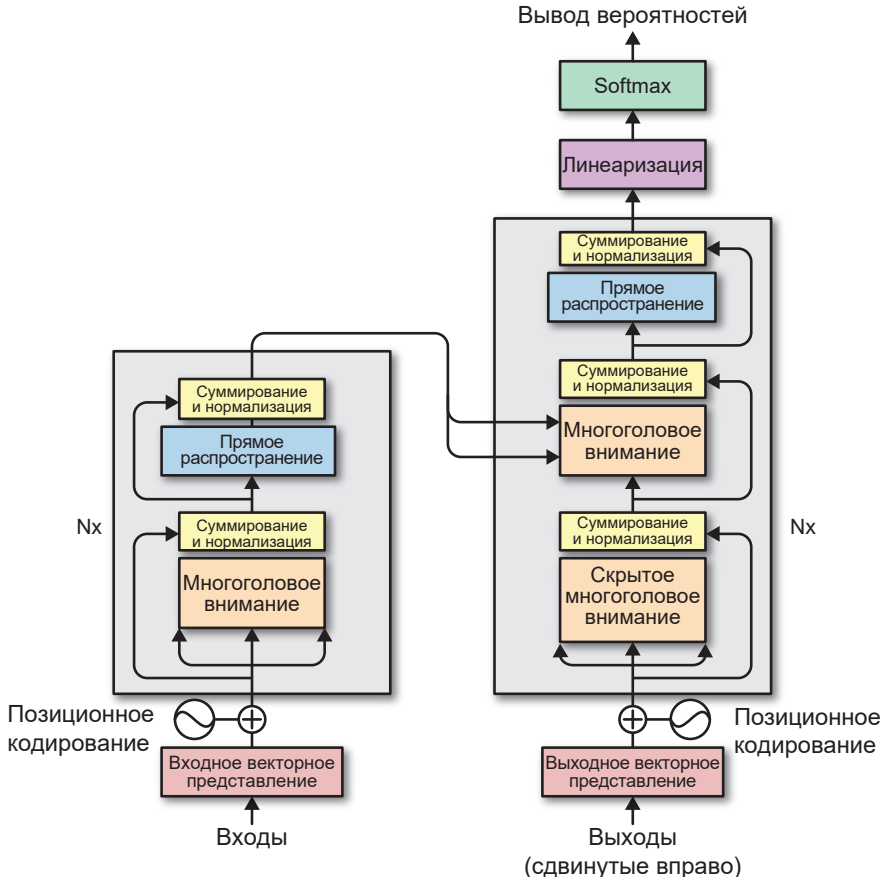 Вывод вероятностей
Softmax
Линеаризация
Суммирование
и нормализация
Прямое
распространение
Суммирование
и нормализация
Многоголовое
внимание
Суммирование
и нормализация
Скрытое
многоголовое
внимание
Nx
Позиционное
кодирование
Выходное векторное
представление
Выходы
(сдвинутые вправо)
Суммирование
и нормализация
Прямое
распространение
Nx
Суммирование
и нормализация
Многоголовое
внимание
Позиционное
кодирование
Входное векторное
представление
Входы